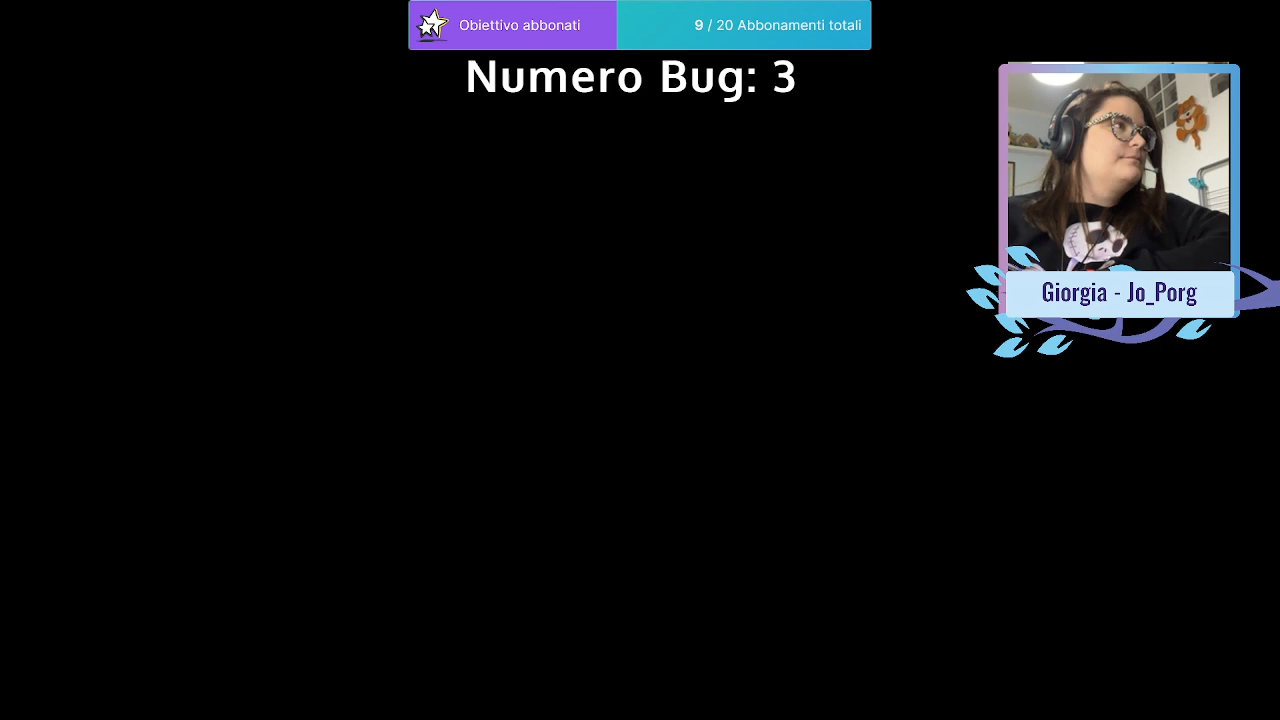 Obiettivo abbonati
9 / 20 Abbonamenti totali
Numero Bug: 3
Giorgia - Jo_Porg